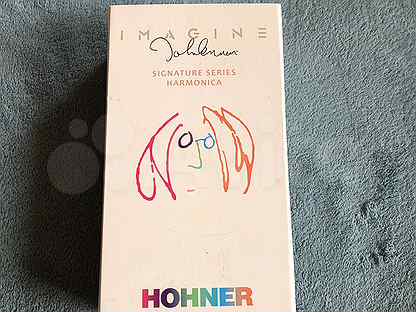 IMAGINE
John Lennon
SIGNATURE SERIES
HARMONICA
HOHNER